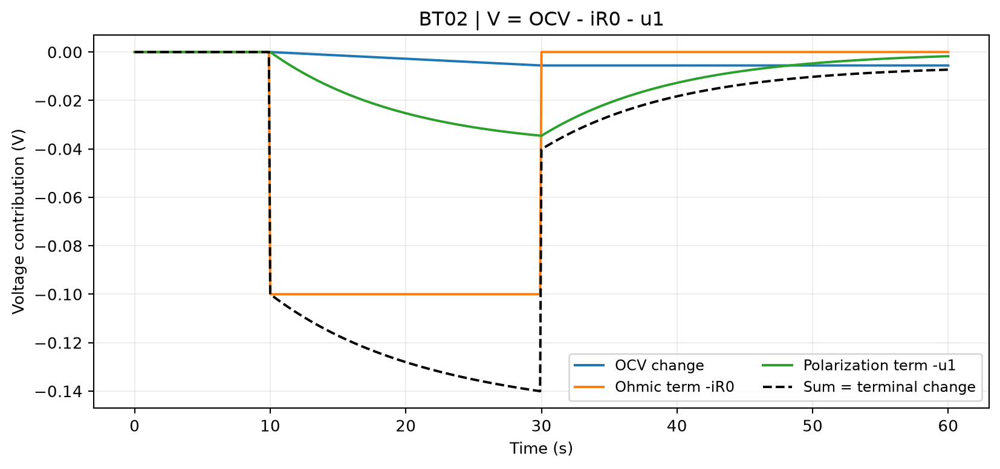 BT02 | V = OCV - iR0 - u1
Voltage contribution (V)
0.00
−0.02
−0.04
−0.06
−0.08
−0.10
−0.12
−0.14
OCV change
Ohmic term -iR0
Polarization term -u1
Sum = terminal change
0 10 20 30 40 50 60
Time (s)